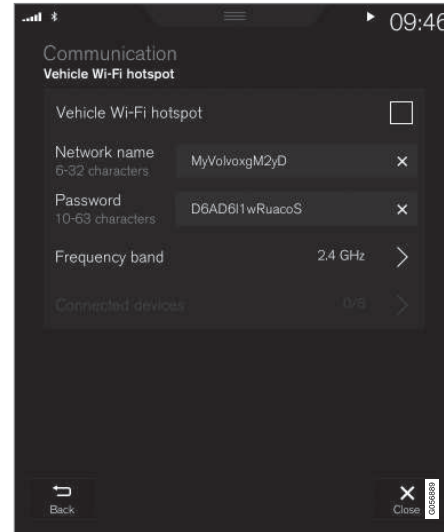 09:46
Communication
Vehicle Wi-Fi hotspot
Vehicle Wi-Fi hotspot
Network name
6-32 characters
MyVolvoxgM2yD
Password
10-63 characters
D6AD6I1wRuacoS
Frequency band
2.4 GHz
Connected devices
0/8
Back
Close
G056889